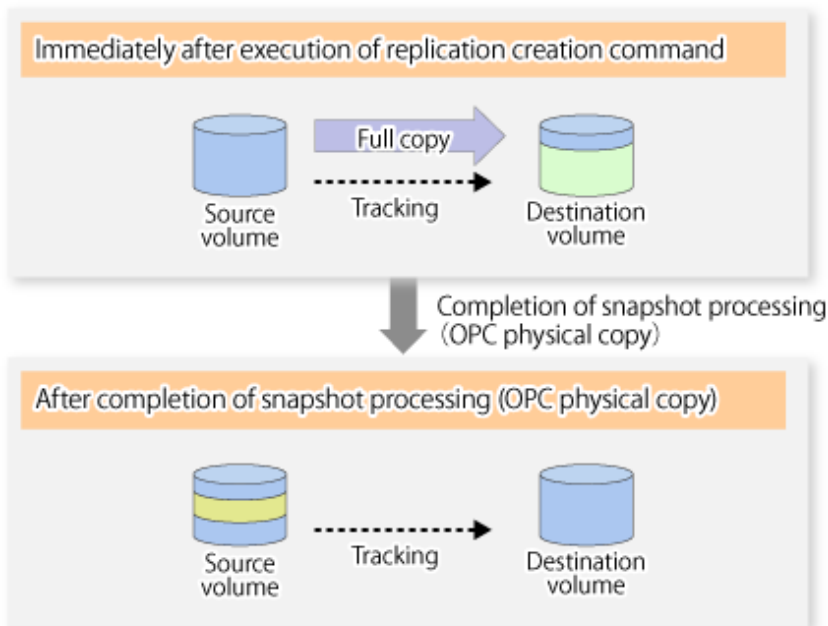 Immediately after execution of replication creation command
Full copy
Tracking
Source
volume
Destination
volume
Completion of snapshot processing
（OPC physical copy）
After completion of snapshot processing (OPC physical copy)
Tracking
Source
volume
Destination
volume